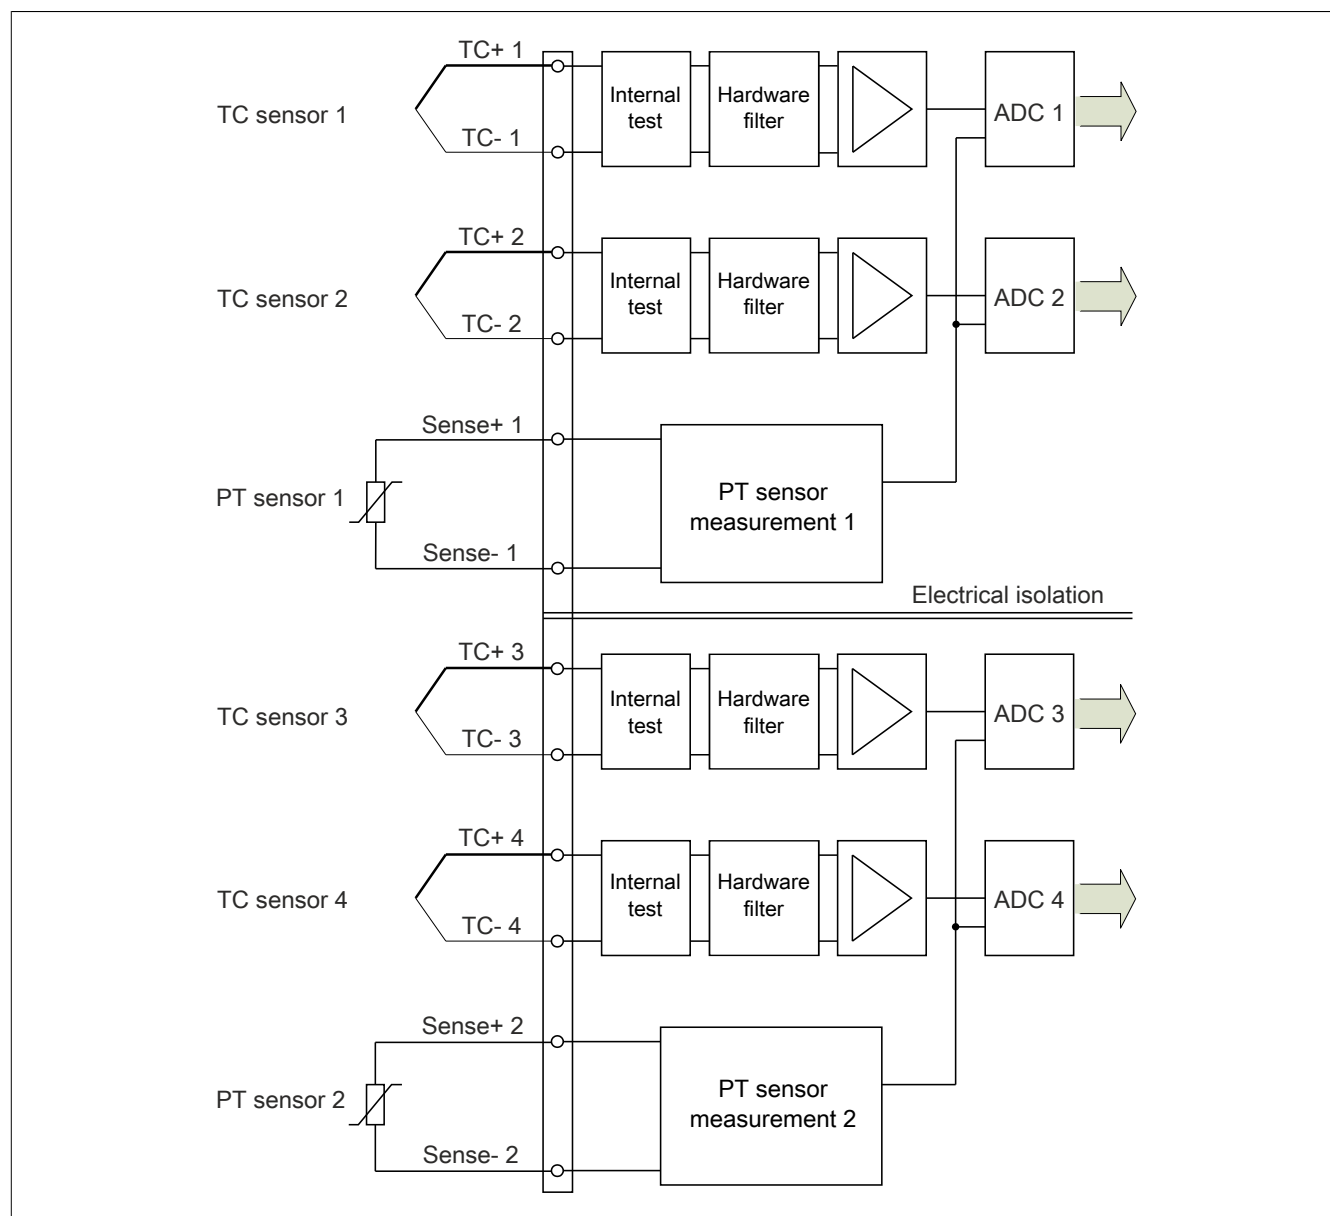 TC+ 1
TC sensor 1
TC- 1
Internal
test
Hardware
filter
ADC 1
TC+ 2
TC sensor 2
TC- 2
Internal
test
Hardware
filter
ADC 2
Sense+ 1
PT sensor 1
Sense- 1
PT sensor
measurement 1
Electrical isolation
TC+ 3
TC sensor 3
TC- 3
Internal
test
Hardware
filter
ADC 3
TC+ 4
TC sensor 4
TC- 4
Internal
test
Hardware
filter
ADC 4
Sense+ 2
PT sensor 2
Sense- 2
PT sensor
measurement 2